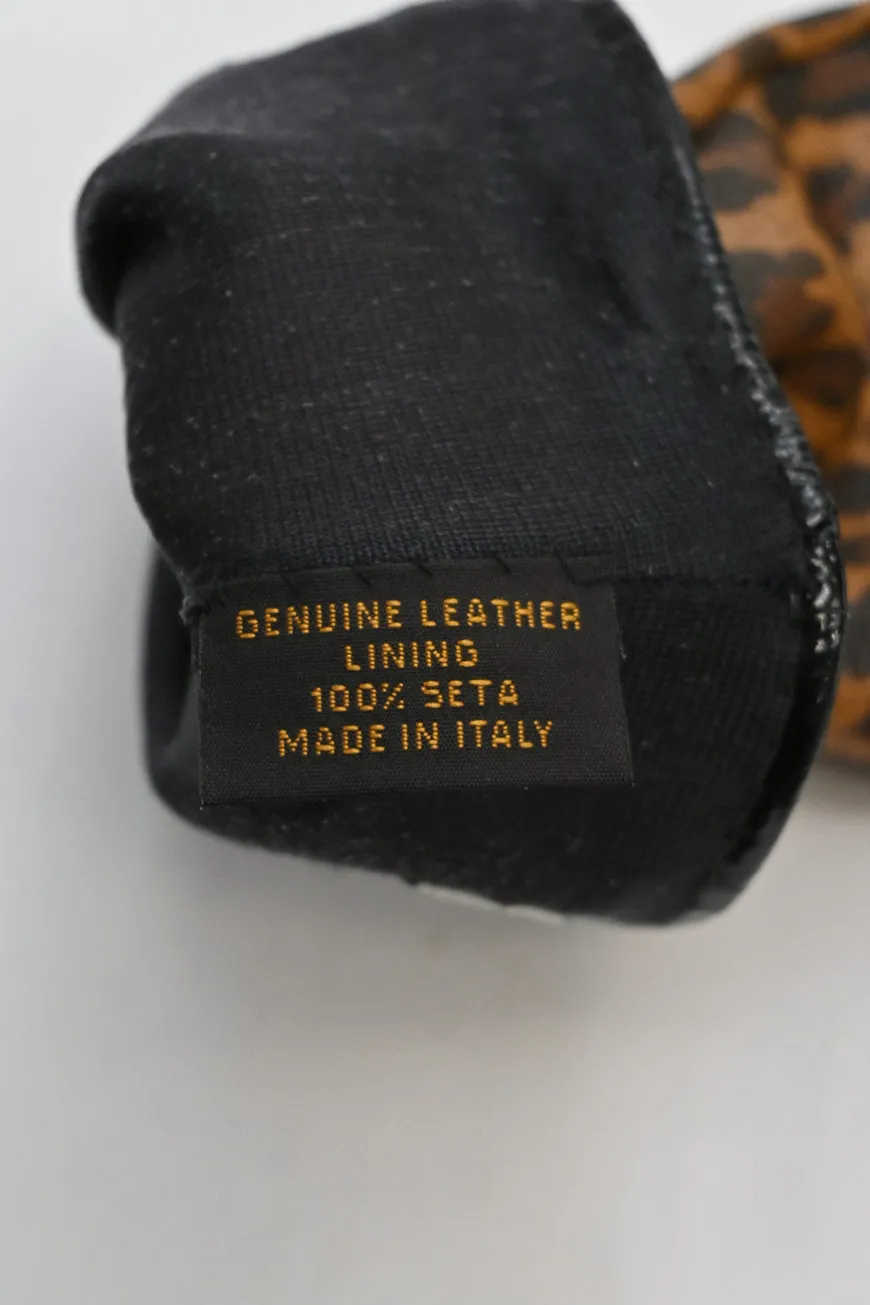 GENUINE LEATHER
LINING
100% SETA
MADE IN ITALY